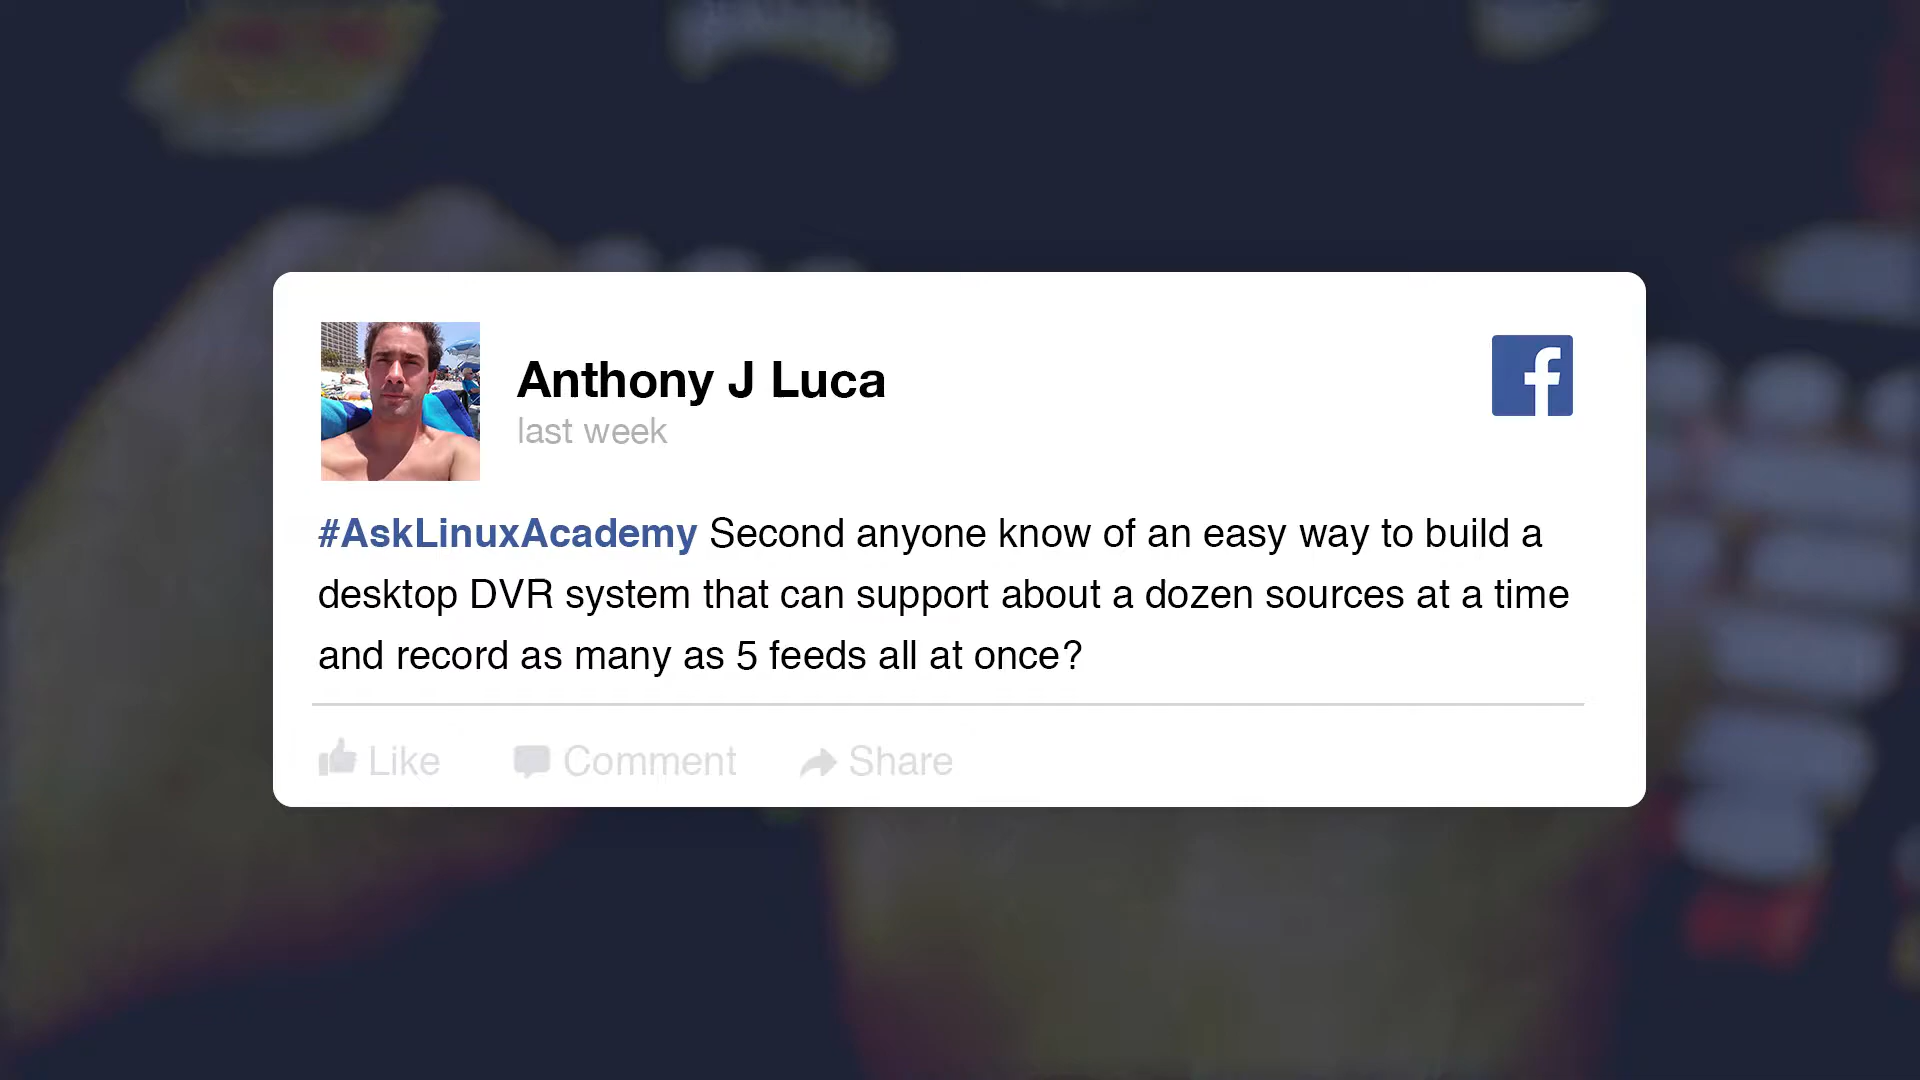 Anthony J Luca
last week
#AskLinuxAcademy Second anyone know of an easy way to build a
desktop DVR system that can support about a dozen sources at a time
and record as many as 5 feeds all at once?
Like Comment Share